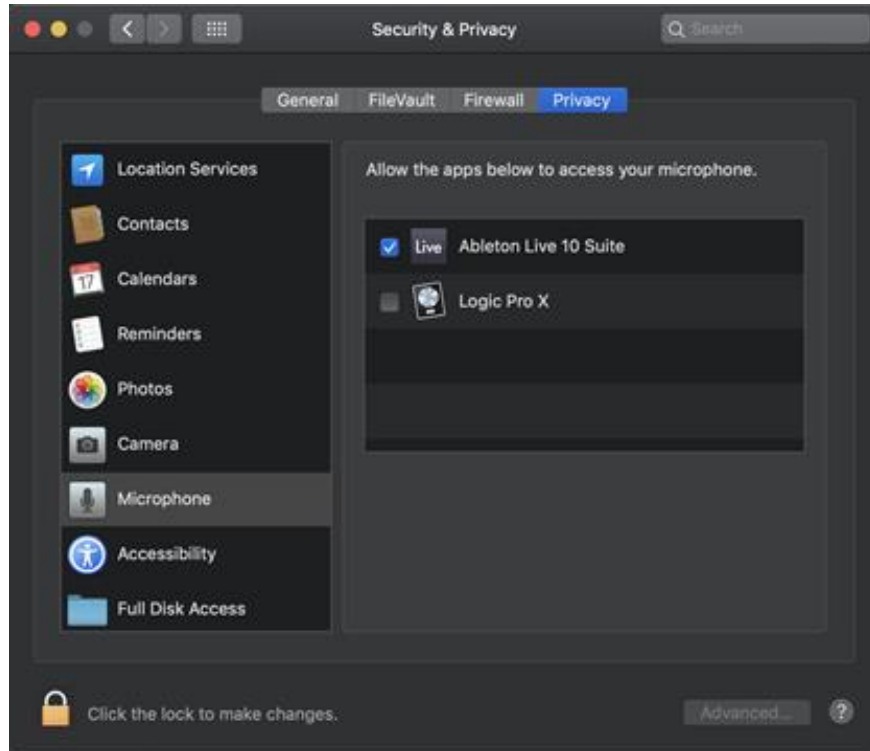 Security & Privacy
Search
General FileVault Firewall Privacy
Location Services
Contacts
17
Calendars
Reminders
Photos
Camera
Microphone
Accessibility
Full Disk Access
Allow the apps below to access your microphone.
Live Ableton Live 10 Suite
Logic Pro X
Click the lock to make changes.
Advanced...
?